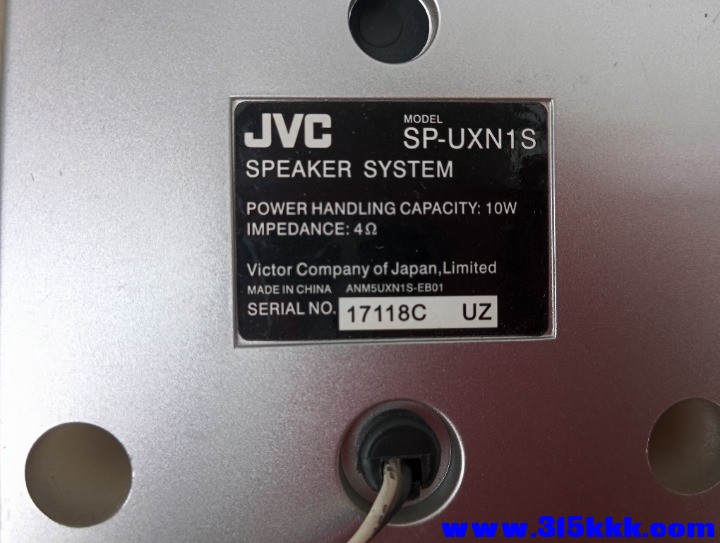 JVC
MODEL
SP-UXN1S
SPEAKER SYSTEM
POWER HANDLING CAPACITY: 10W
IMPEDANCE: 4Ω
Victor Company of Japan,Limited
MADE IN CHINA ANM5UXN1S-EB01
SERIAL NO. 17118C UZ
www.315kkk.com